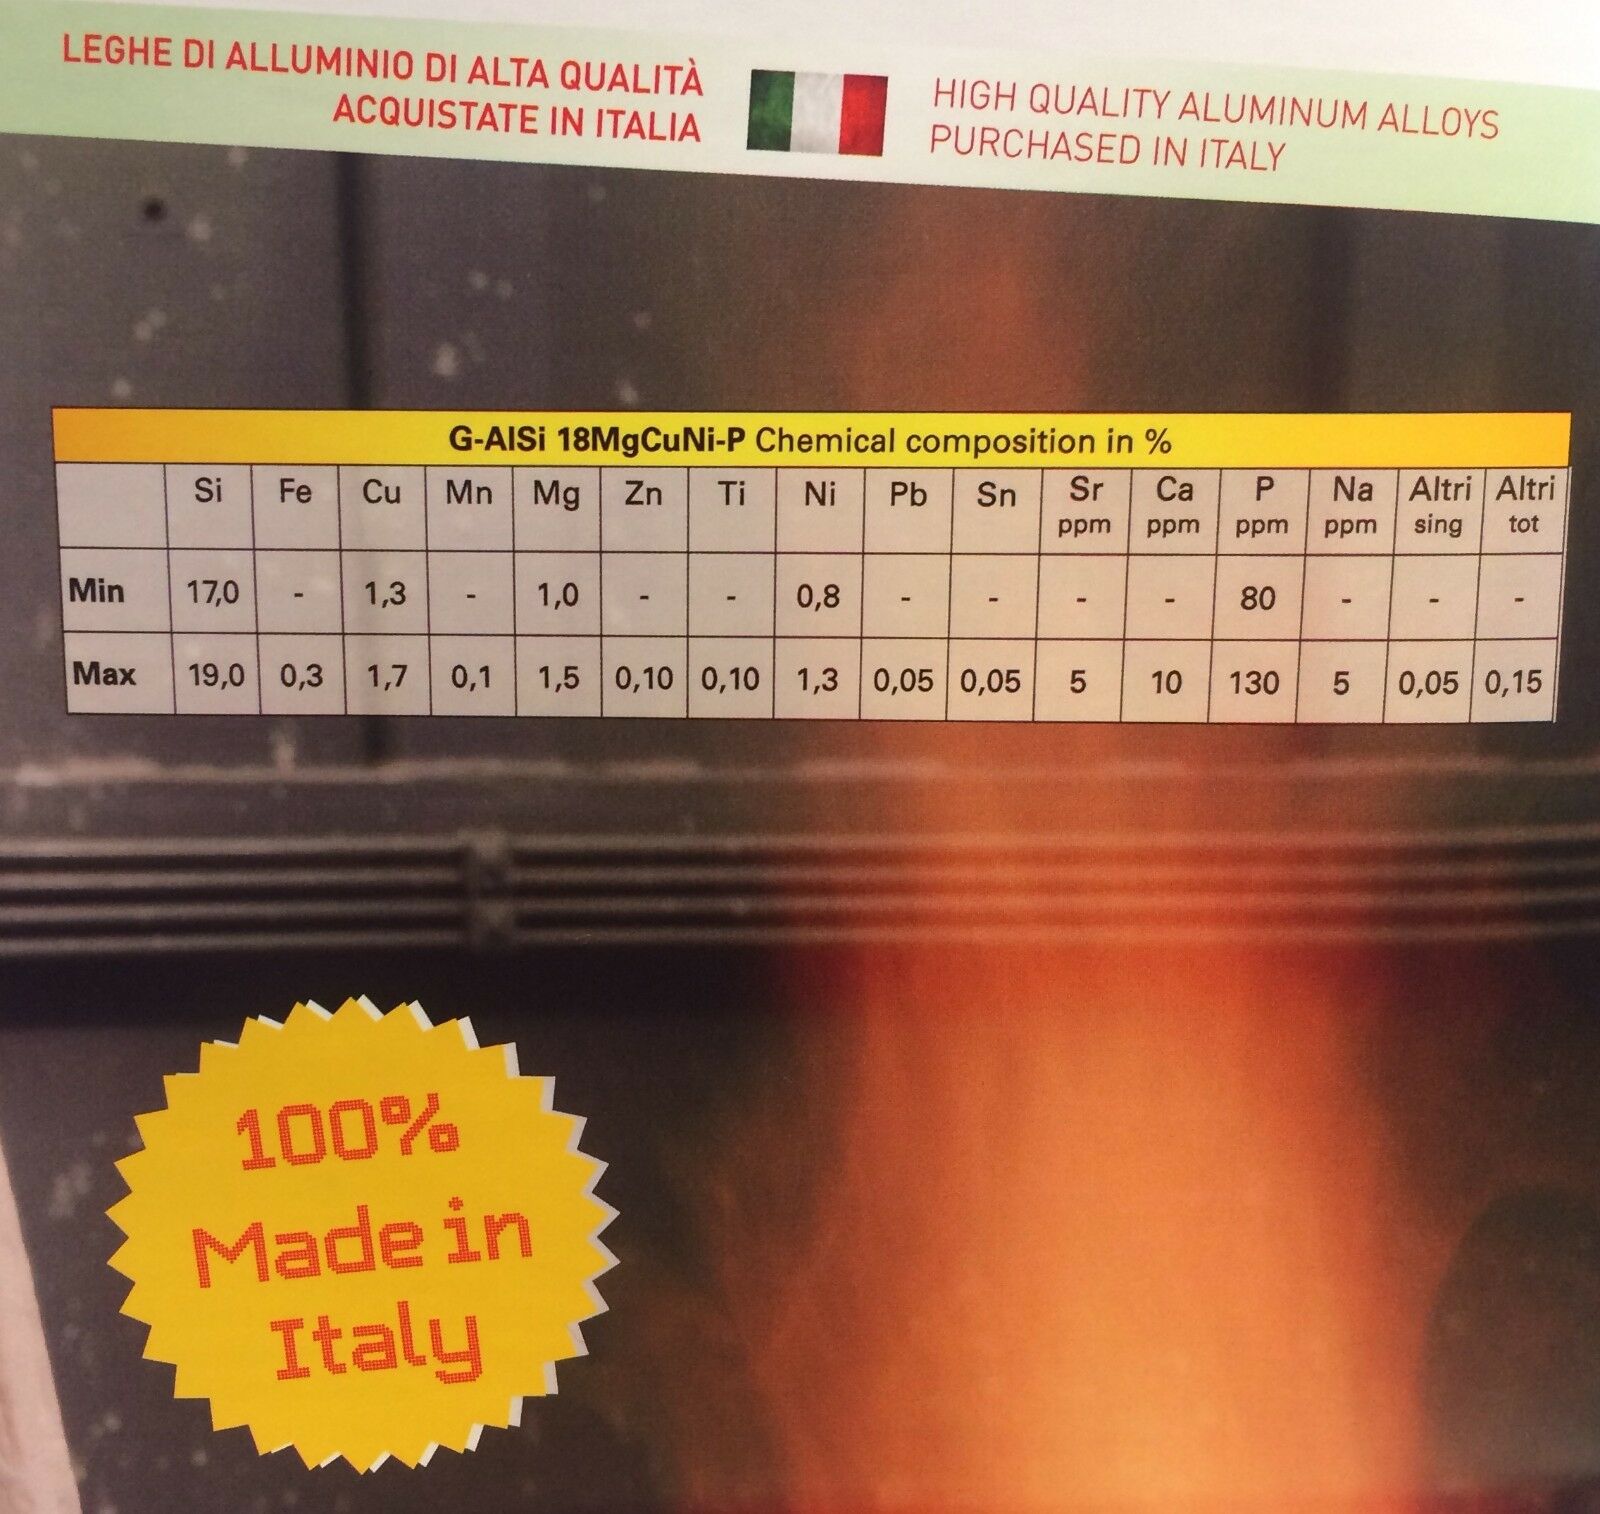 LEGHE DI ALLUMINIO DI ALTA QUALITÀ
ACQUISTATE IN ITALIA
HIGH QUALITY ALUMINUM ALLOYS
PURCHASED IN ITALY
G-AlSi 18MgCuNi-P Chemical composition in %
Si Fe Cu Mn Mg Zn Ti Ni Pb Sn Sr ppm Ca ppm P ppm Na ppm Altri sing Altri tot
Min 17,0 - 1,3 - 1,0 - - 0,8 - - - - 80 - - -
Max 19,0 0,3 1,7 0,1 1,5 0,10 0,10 1,3 0,05 0,05 5 10 130 5 0,05 0,15
100%
Made in
Italy